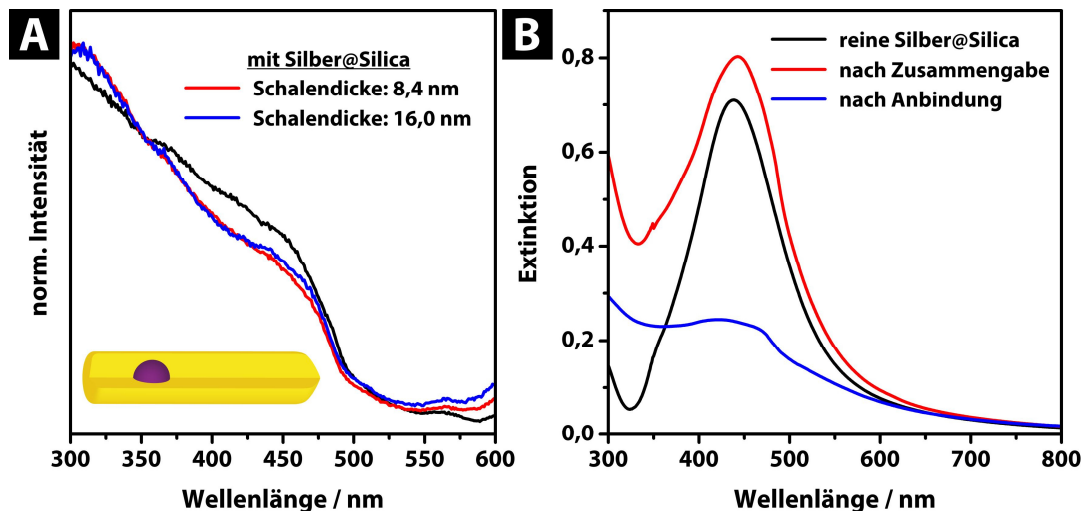 A
mit Silber@Silica
Schalendicke: 8,4 nm
Schalendicke: 16,0 nm
norm. Intensität
300 350 400 450 500 550 600
Wellenlänge / nm
B
reine Silber@Silica
nach Zusammengabe
nach Anbindung
Extinktion
0,8
0,6
0,4
0,2
0,0
300 400 500 600 700 800
Wellenlänge / nm